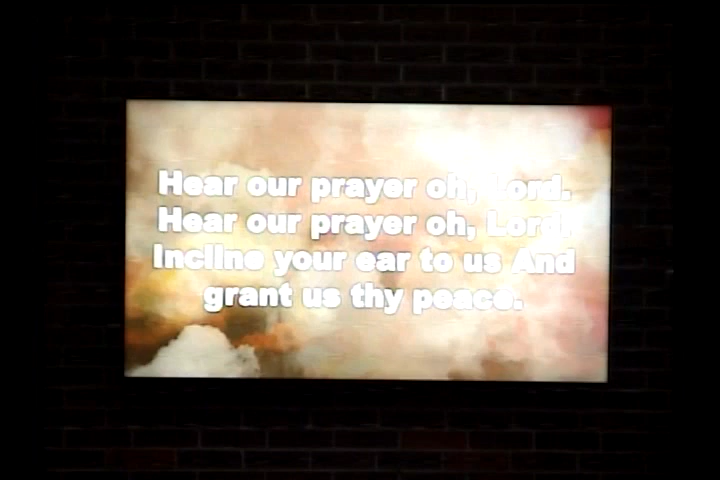 Hear our prayer oh, Lord.
Hear our prayer oh, Lord.
Incline your ear to us And
grant us thy peace.